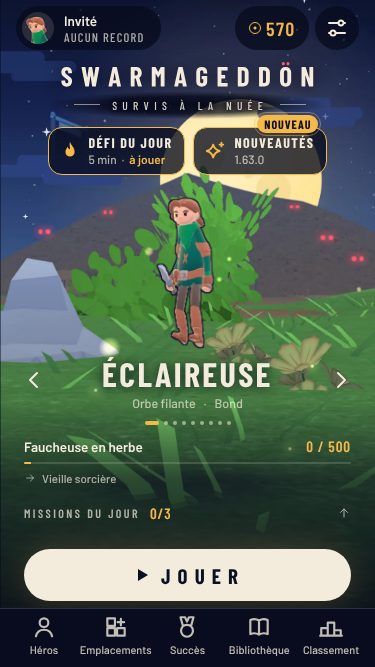 Invité
AUCUN RECORD
570
SWARMAGEDDÖN
SURVIS À LA NUÉE
NOUVEAU
DÉFI DU JOUR
5 min · à jouer
NOUVEAUTÉS
1.63.0
ÉCLAIREUSE
Orbe filante · Bond
Faucheuse en herbe
0 / 500
→ Vieille sorcière
MISSIONS DU JOUR 0/3
JOUER
Héros
Emplacements
Succès
Bibliothèque
Classement